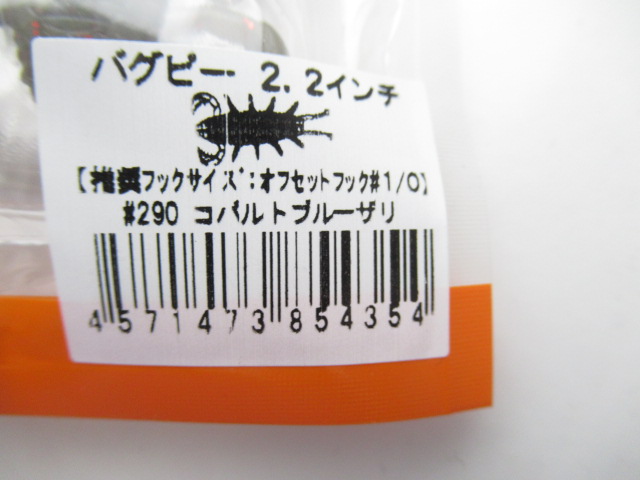 バグピー 2.2インチ
【推奨フックサイズ:オフセットフック#1/0】
#290 コバルトブルーザリ
4571473854354